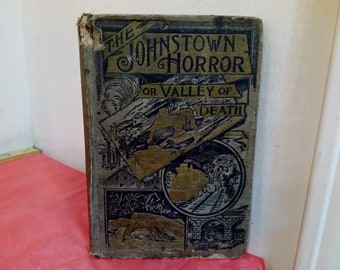 THE
JOHNSTOWN
HORROR
OR VALLEY OF
DEATH